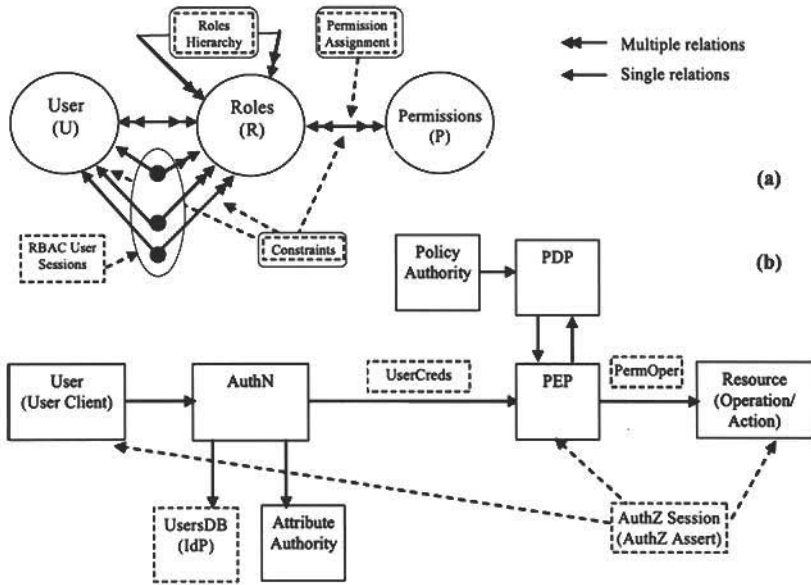 Roles
Hierarchy
Permission
Assignment
Multiple relations
Single relations
User
(U)
Roles
(R)
Permissions
(P)
(a)
RBAC User
Sessions
Constraints
(b)
Policy
Authority
PDP
User
(User Client)
AuthN
UserCreds
PEP
PermOper
Resource
(Operation/
Action)
UsersDB
(IdP)
Attribute
Authority
AuthZ Session
(AuthZ Assert)